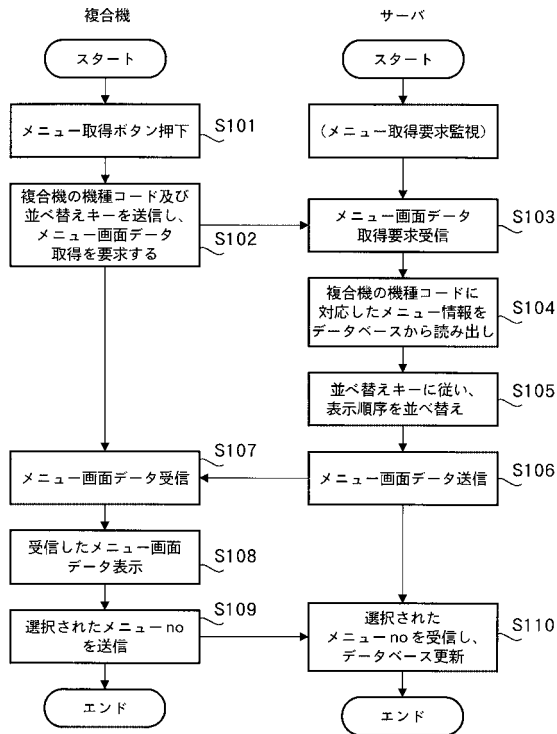 複合機
サーバ
スタート
スタート
メニュー取得ボタン押下
S101
(メニュー取得要求監視)
複合機の機種コード及び
並べ替えキーを送信し、
メニュー画面データ
取得を要求する
S102
メニュー画面データ
取得要求受信
S103
複合機の機種コードに
対応したメニュー情報を
データベースから読み出し
S104
並べ替えキーに従い、
表示順序を並べ替え
S105
メニュー画面データ受信
S107
メニュー画面データ送信
S106
受信したメニュー画面
データ表示
S108
選択されたメニューno
を送信
S109
選択された
メニューnoを受信し、
データベース更新
S110
エンド
エンド